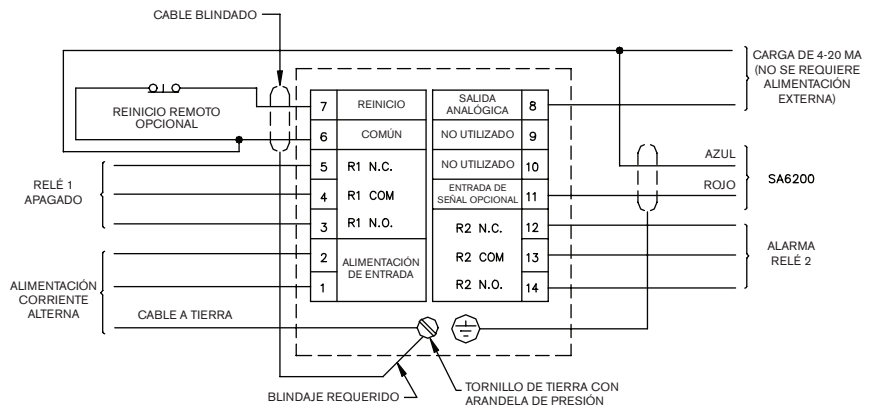 CABLE BLINDADO
REINICIO REMOTO
OPCIONAL
RELÉ 1
APAGADO
ALIMENTACIÓN
CORRIENTE
ALTERNA
CABLE A TIERRA
7 REINICIO
6 COMÚN
5 R1 N.C.
4 R1 COM
3 R1 N.O.
2
1
ALIMENTACIÓN
DE ENTRADA
SALIDA
ANALÓGICA 8
NO UTILIZADO 9
NO UTILIZADO 10
ENTRADA DE
SEÑAL OPCIONAL 11
R2 N.C. 12
R2 COM 13
R2 N.O. 14
CARGA DE 4-20 MA
(NO SE REQUIERE
ALIMENTACIÓN
EXTERNA)
AZUL
ROJO
SA6200
ALARMA
RELÉ 2
BLINDAJE REQUERIDO
TORNILLO DE TIERRA CON
ARANDELA DE PRESIÓN